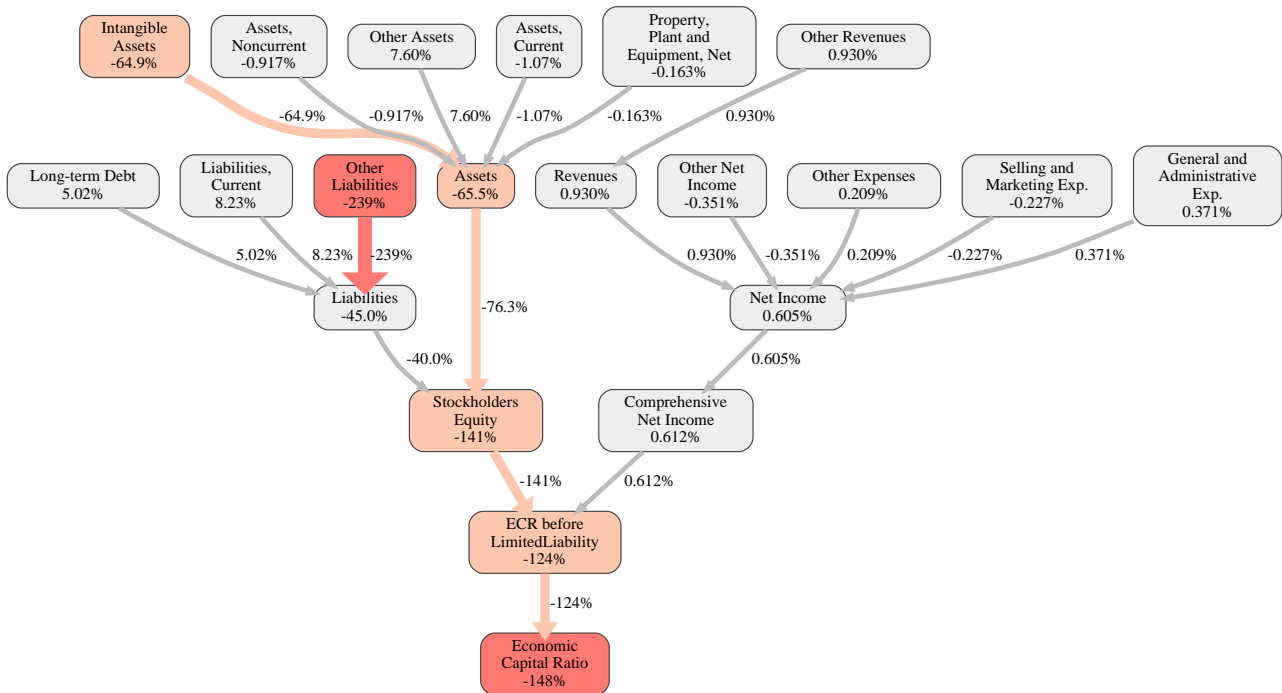 Intangible
Assets
-64.9%
Assets,
Noncurrent
-0.917%
Other Assets
7.60%
Assets,
Current
-1.07%
Property,
Plant and
Equipment, Net
-0.163%
Other Revenues
0.930%
-64.9%
-0.917%
7.60%
-1.07%
-0.163%
0.930%
Long-term Debt
5.02%
Liabilities,
Current
8.23%
Other
Liabilities
-239%
Assets
-65.5%
Revenues
0.930%
Other Net
Income
-0.351%
Other Expenses
0.209%
Selling and
Marketing Exp.
-0.227%
General and
Administrative
Exp.
0.371%
5.02%
8.23%
-239%
0.930%
-0.351%
0.209%
-0.227%
0.371%
Liabilities
-45.0%
-76.3%
Net Income
0.605%
-40.0%
0.605%
Stockholders
Equity
-141%
Comprehensive
Net Income
0.612%
-141%
0.612%
ECR before
LimitedLiability
-124%
-124%
Economic
Capital Ratio
-148%